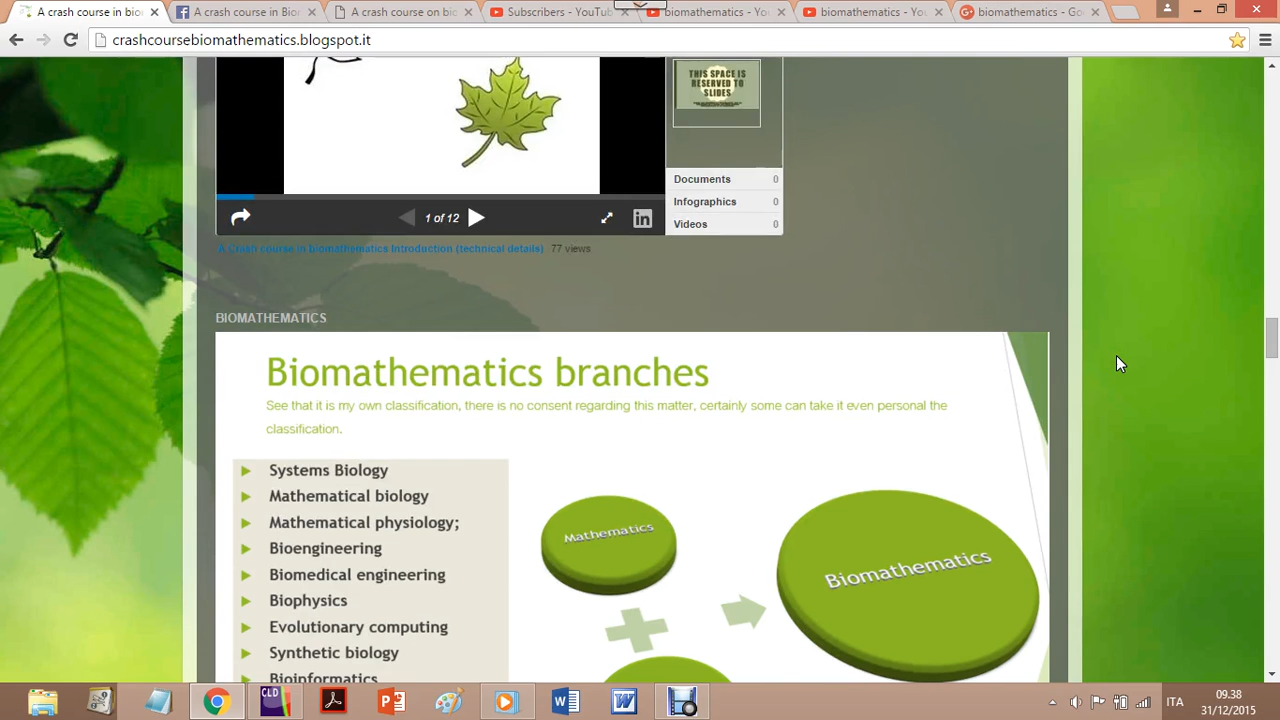 A crash course in bio
A crash course in Bio
A crash course on bio
Subscribers - YouTub
biomathematics - Yo
biomathematics - You
biomathematics - Go
crashcoursebiomathematics.blogspot.it
THIS SPACE IS
RESERVED TO
SLIDES
Documents 0
Infographics 0
Videos 0
1 of 12
in
A Crash course in biomathematics Introduction (technical details) 77 views
BIOMATHEMATICS
Biomathematics branches
See that it is my own classification, there is no consent regarding this matter, certainly some can take it even personal the
classification.
Systems Biology
Mathematical biology
Mathematical physiology;
Bioengineering
Biomedical engineering
Biophysics
Evolutionary computing
Synthetic biology
Bioinformatics
Mathematics
Biomathematics
CLD
ITA
09.38
31/12/2015